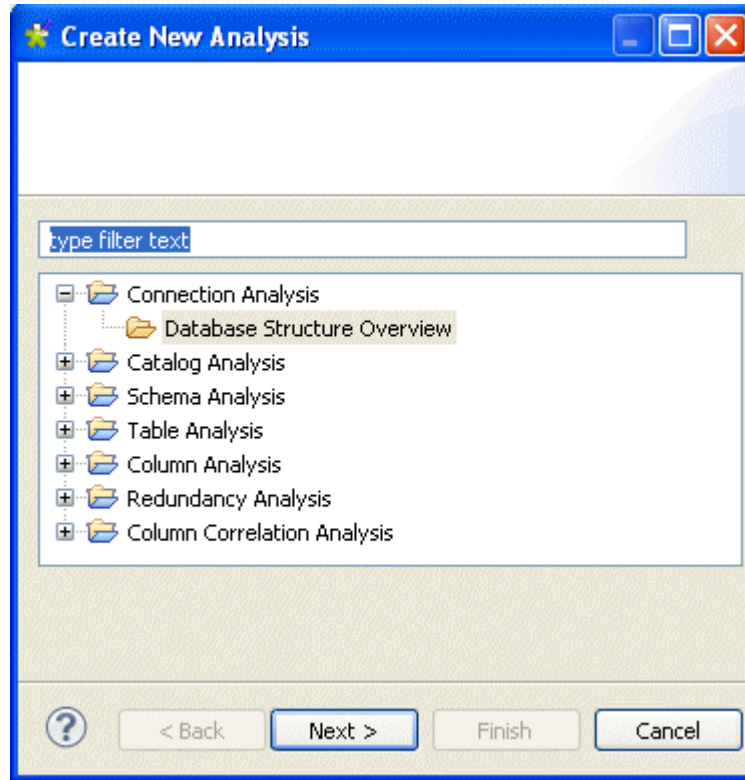 Create New Analysis
type filter text
Connection Analysis
Database Structure Overview
Catalog Analysis
Schema Analysis
Table Analysis
Column Analysis
Redundancy Analysis
Column Correlation Analysis
? < Back Next > Finish Cancel